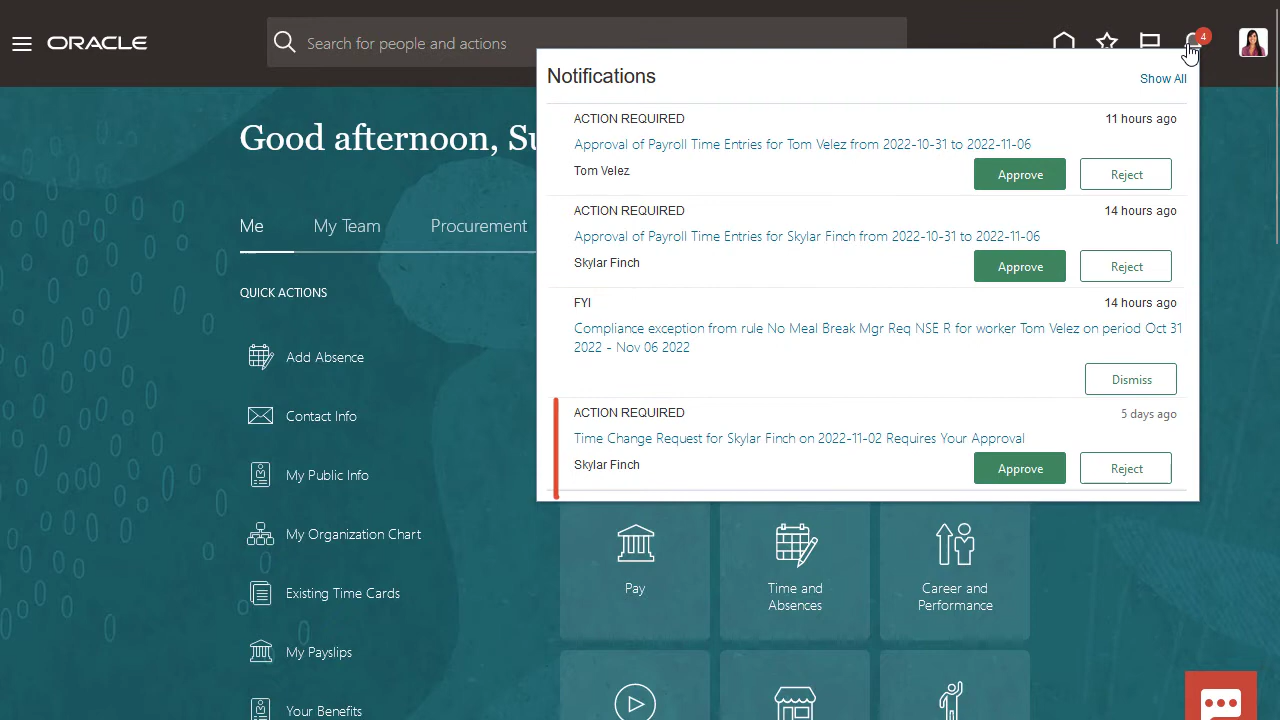 ORACLE
Search for people and actions
4
Notifications
Show All
ACTION REQUIRED
11 hours ago
Approval of Payroll Time Entries for Tom Velez from 2022-10-31 to 2022-11-06
Tom Velez
Approve
Reject
ACTION REQUIRED
14 hours ago
Approval of Payroll Time Entries for Skylar Finch from 2022-10-31 to 2022-11-06
Skylar Finch
Approve
Reject
FYI
14 hours ago
Compliance exception from rule No Meal Break Mgr Req NSE R for worker Tom Velez on period Oct 31
2022 - Nov 06 2022
Dismiss
ACTION REQUIRED
5 days ago
Time Change Request for Skylar Finch on 2022-11-02 Requires Your Approval
Skylar Finch
Approve
Reject
Good afternoon,
Me
My Team
Procurement
QUICK ACTIONS
Add Absence
Contact Info
My Public Info
My Organization Chart
Existing Time Cards
My Payslips
Your Benefits
Pay
Time and
Absences
Career and
Performance